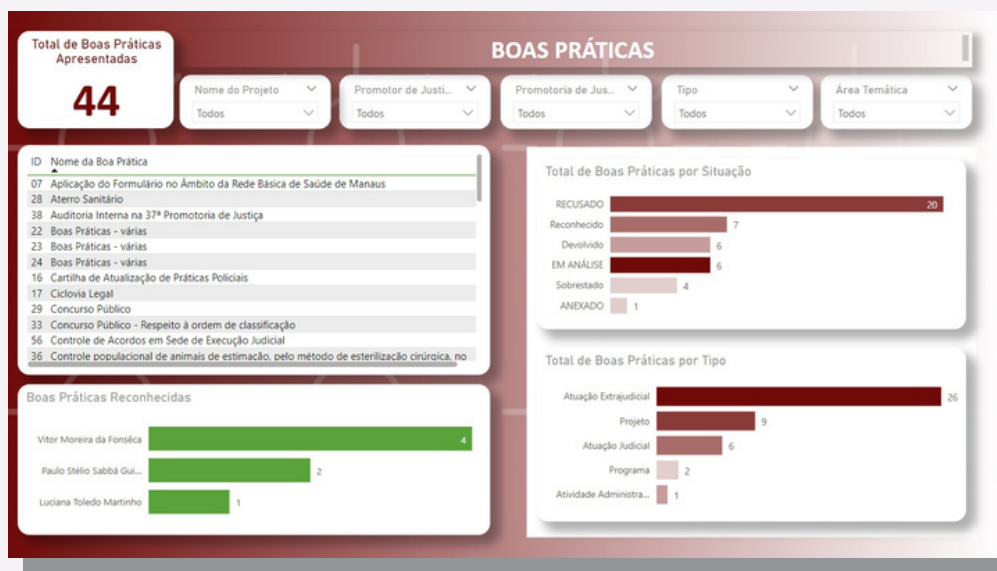 Total de Boas Práticas
Apresentadas
44
BOAS PRÁTICAS
Nome do Projeto
Todos
Promotor de Justi...
Todos
Promotoria de Jus...
Todos
Tipo
Todos
Área Temática
Todos
ID Nome da Boa Prática
07 Aplicação do Formulário no Âmbito da Rede Básica de Saúde de Manaus
28 Aterro Sanitário
38 Auditoria Interna na 37ª Promotoria de Justiça
22 Boas Práticas - várias
23 Boas Práticas - várias
24 Boas Práticas - várias
16 Cartilha de Atualização de Práticas Policiais
17 Ciclovia Legal
29 Concurso Público
33 Concurso Público - Respeito à ordem de classificação
56 Controle de Acordos em Sede de Execução Judicial
36 Controle populacional de animais de estimação, pelo método de esterilização cirúrgica, no
Boas Práticas Reconhecidas
Vitor Moreira da Fonsêca 4
Paulo Stélio Sabbá Gui... 2
Luciana Toledo Martinho 1
Total de Boas Práticas por Situação
RECUSADO 20
Reconhecido 7
Devolvido 6
EM ANÁLISE 6
Sobrestado 4
ANEXADO 1
Total de Boas Práticas por Tipo
Atuação Extrajudicial 26
Projeto 9
Atuação Judicial 6
Programa 2
Atividade Administra... 1